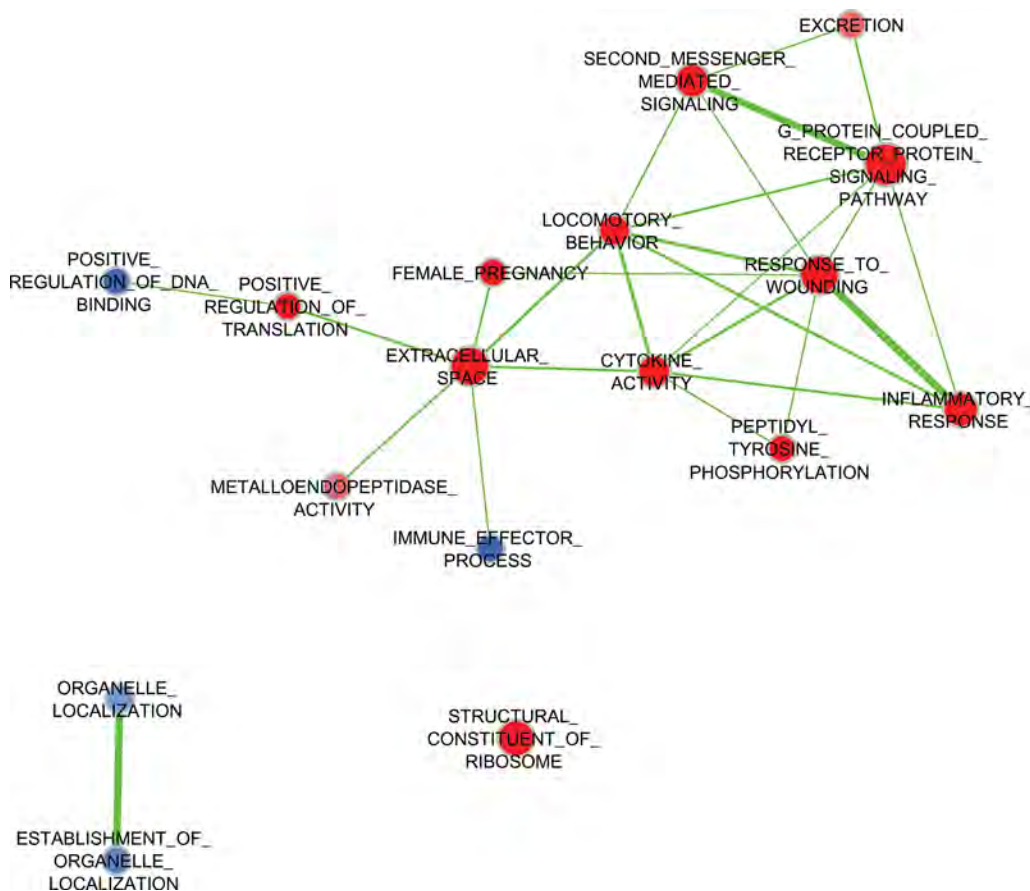 EXCRETION
SECOND_MESSENGER_
MEDIATED_
SIGNALING
G_PROTEIN_COUPLED_
RECEPTOR_PROTEIN_
SIGNALING_
PATHWAY
LOCOMOTORY_
BEHAVIOR
POSITIVE_
REGULATION_OF_DNA_
BINDING
POSITIVE_
REGULATION_OF_
TRANSLATION
FEMALE_PREGNANCY
RESPONSE_TO_
WOUNDING
EXTRACELLULAR_
SPACE
CYTOKINE_
ACTIVITY
INFLAMMATORY_
RESPONSE
PEPTIDYL_
TYROSINE_
PHOSPHORYLATION
METALLOENDOPEPTIDASE_
ACTIVITY
IMMUNE_EFFECTOR_
PROCESS
ORGANELLE_
LOCALIZATION
STRUCTURAL_
CONSTITUENT_OF_
RIBOSOME
ESTABLISHMENT_OF_
ORGANELLE_
LOCALIZATION